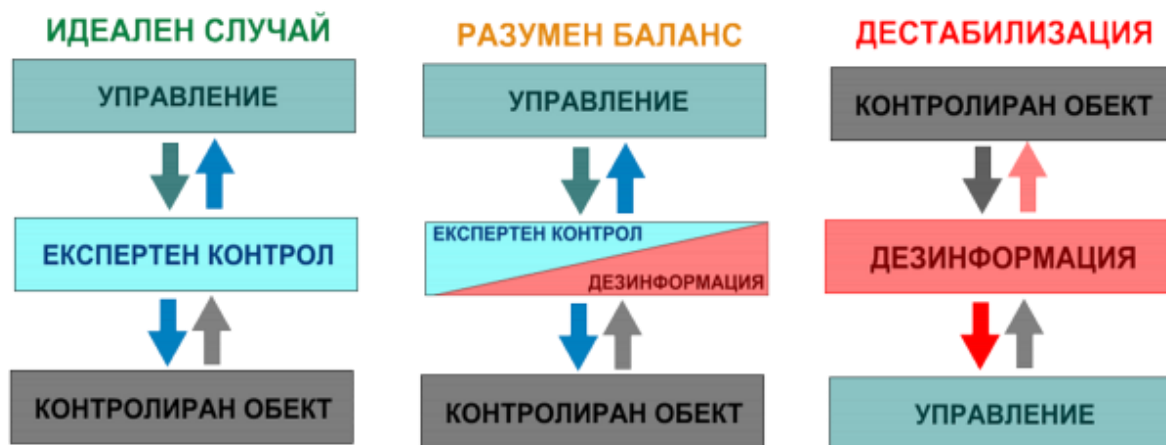 ИДЕАЛЕН СЛУЧАЙ
УПРАВЛЕНИЕ
ЕКСПЕРТЕН КОНТРОЛ
КОНТРОЛИРАН ОБЕКТ
РАЗУМЕН БАЛАНС
УПРАВЛЕНИЕ
ЕКСПЕРТЕН КОНТРОЛ
ДЕЗИНФОРМАЦИЯ
КОНТРОЛИРАН ОБЕКТ
ДЕСТАБИЛИЗАЦИЯ
КОНТРОЛИРАН ОБЕКТ
ДЕЗИНФОРМАЦИЯ
УПРАВЛЕНИЕ